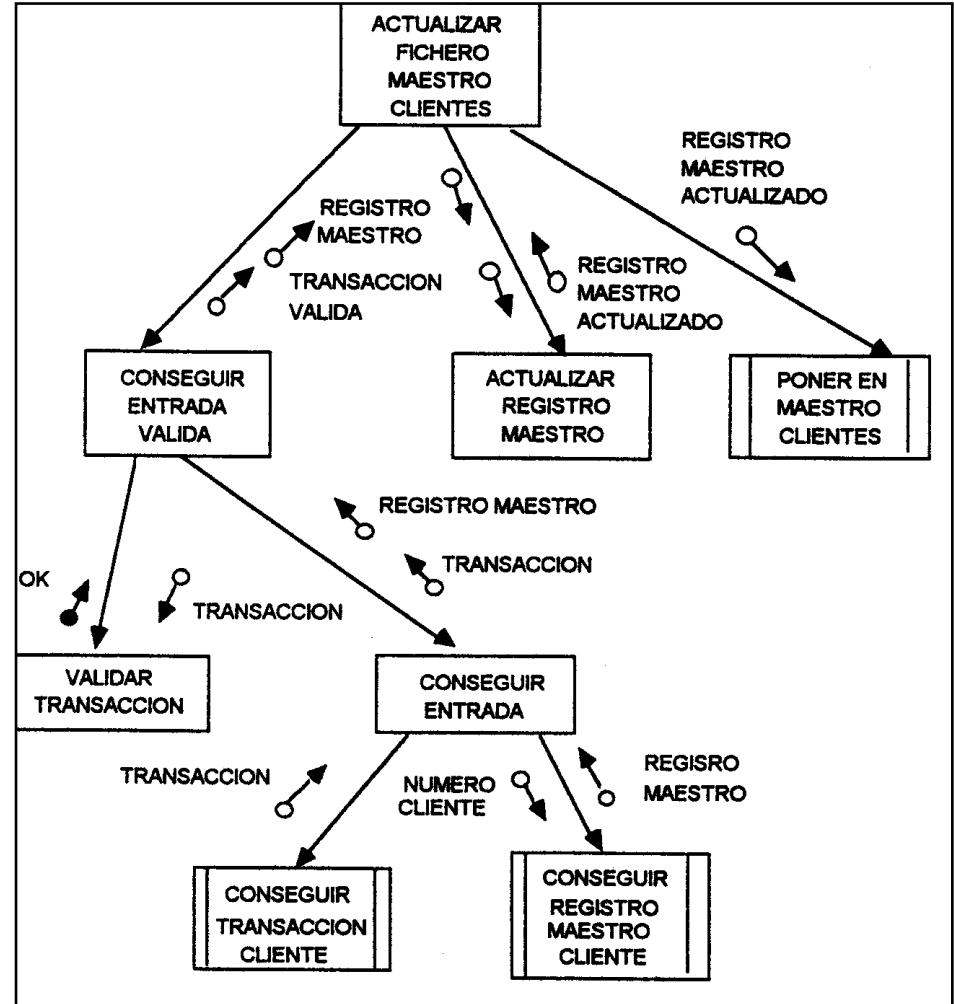 ACTUALIZAR
FICHERO
MAESTRO
CLIENTES
REGISTRO
MAESTRO
ACTUALIZADO
REGISTRO
MAESTRO
TRANSACCION
VALIDA
REGISTRO
MAESTRO
ACTUALIZADO
CONSEGUIR
ENTRADA
VALIDA
ACTUALIZAR
REGISTRO
MAESTRO
PONER EN
MAESTRO
CLIENTES
REGISTRO MAESTRO
TRANSACCION
OK
TRANSACCION
VALIDAR
TRANSACCION
CONSEGUIR
ENTRADA
TRANSACCION
NUMERO
CLIENTE
REGISRO
MAESTRO
CONSEGUIR
TRANSACCION
CLIENTE
CONSEGUIR
REGISTRO
MAESTRO
CLIENTE